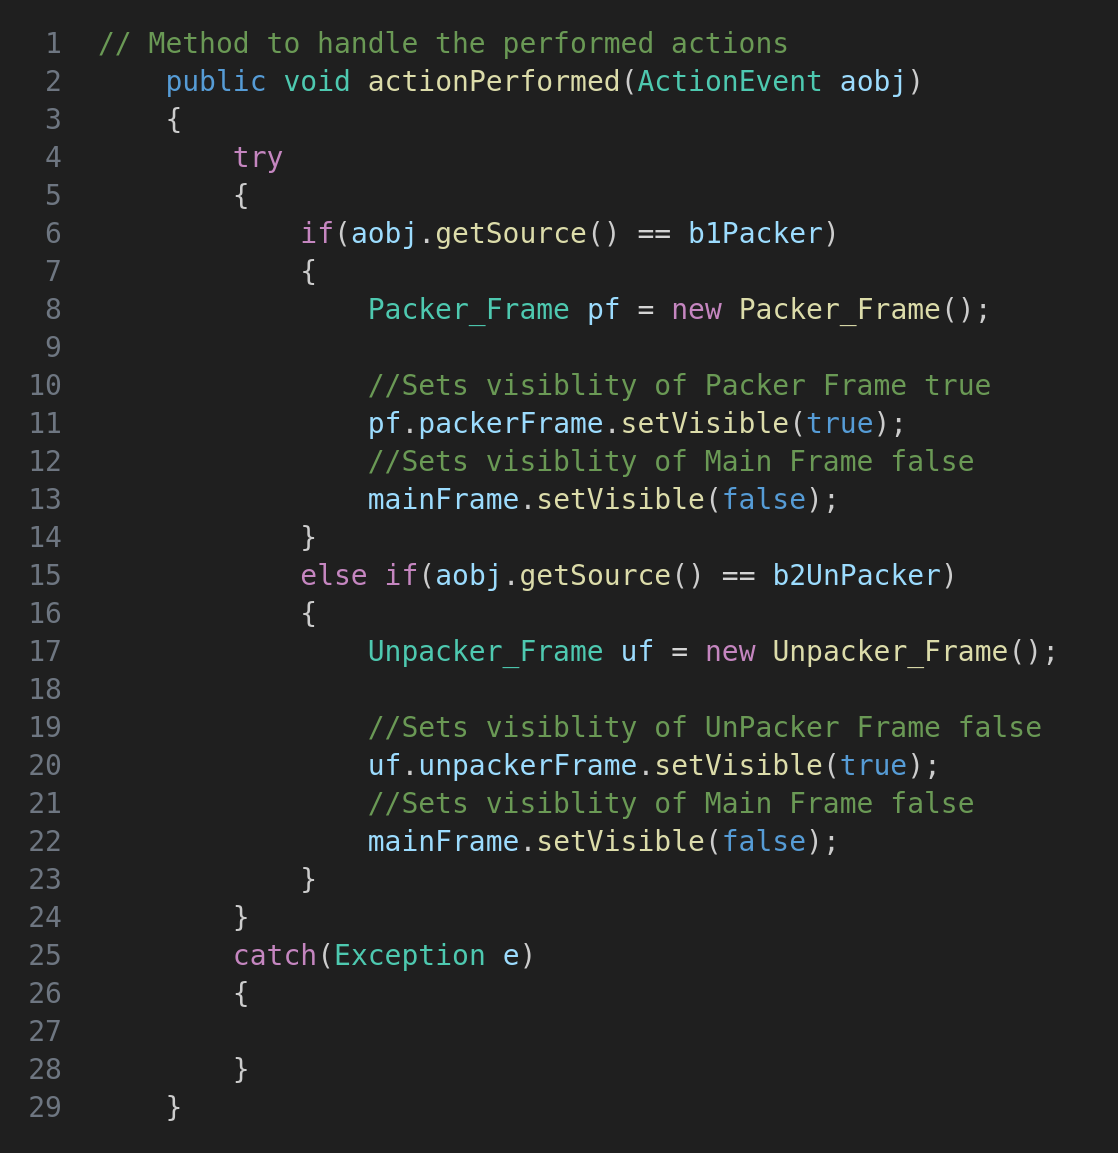 1 // Method to handle the performed actions
2     public void actionPerformed(ActionEvent aobj)
3     {
4         try
5         {
6             if(aobj.getSource() == b1Packer)
7             {
8                 Packer_Frame pf = new Packer_Frame();
9
10                 //Sets visiblity of Packer Frame true
11                 pf.packerFrame.setVisible(true);
12                 //Sets visiblity of Main Frame false
13                 mainFrame.setVisible(false);
14             }
15             else if(aobj.getSource() == b2UnPacker)
16             {
17                 Unpacker_Frame uf = new Unpacker_Frame();
18
19                 //Sets visiblity of UnPacker Frame false
20                 uf.unpackerFrame.setVisible(true);
21                 //Sets visiblity of Main Frame false
22                 mainFrame.setVisible(false);
23             }
24         }
25         catch(Exception e)
26         {
27
28         }
29     }